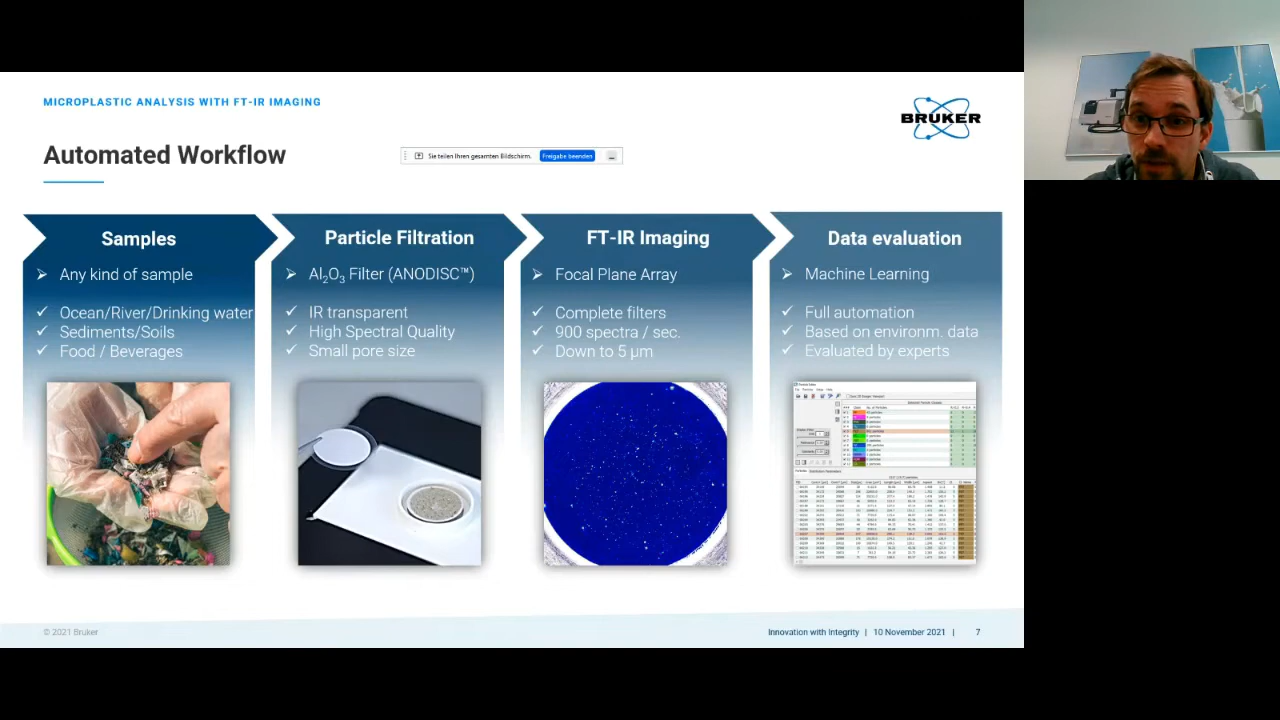 MICROPLASTIC ANALYSIS WITH FT-IR IMAGING
BRUKER
Automated Workflow
Sie teilen Ihren gesamten Bildschirm. Freigabe beenden
Samples
Any kind of sample
Ocean/River/Drinking water
Sediments/Soils
Food / Beverages
Particle Filtration
Al₂O₃ Filter (ANODISC™)
IR transparent
High Spectral Quality
Small pore size
FT-IR Imaging
Focal Plane Array
Complete filters
900 spectra / sec.
Down to 5 µm
Data evaluation
Machine Learning
Full automation
Based on environm. data
Evaluated by experts
© 2021 Bruker
Innovation with Integrity | 10 November 2021 | 7